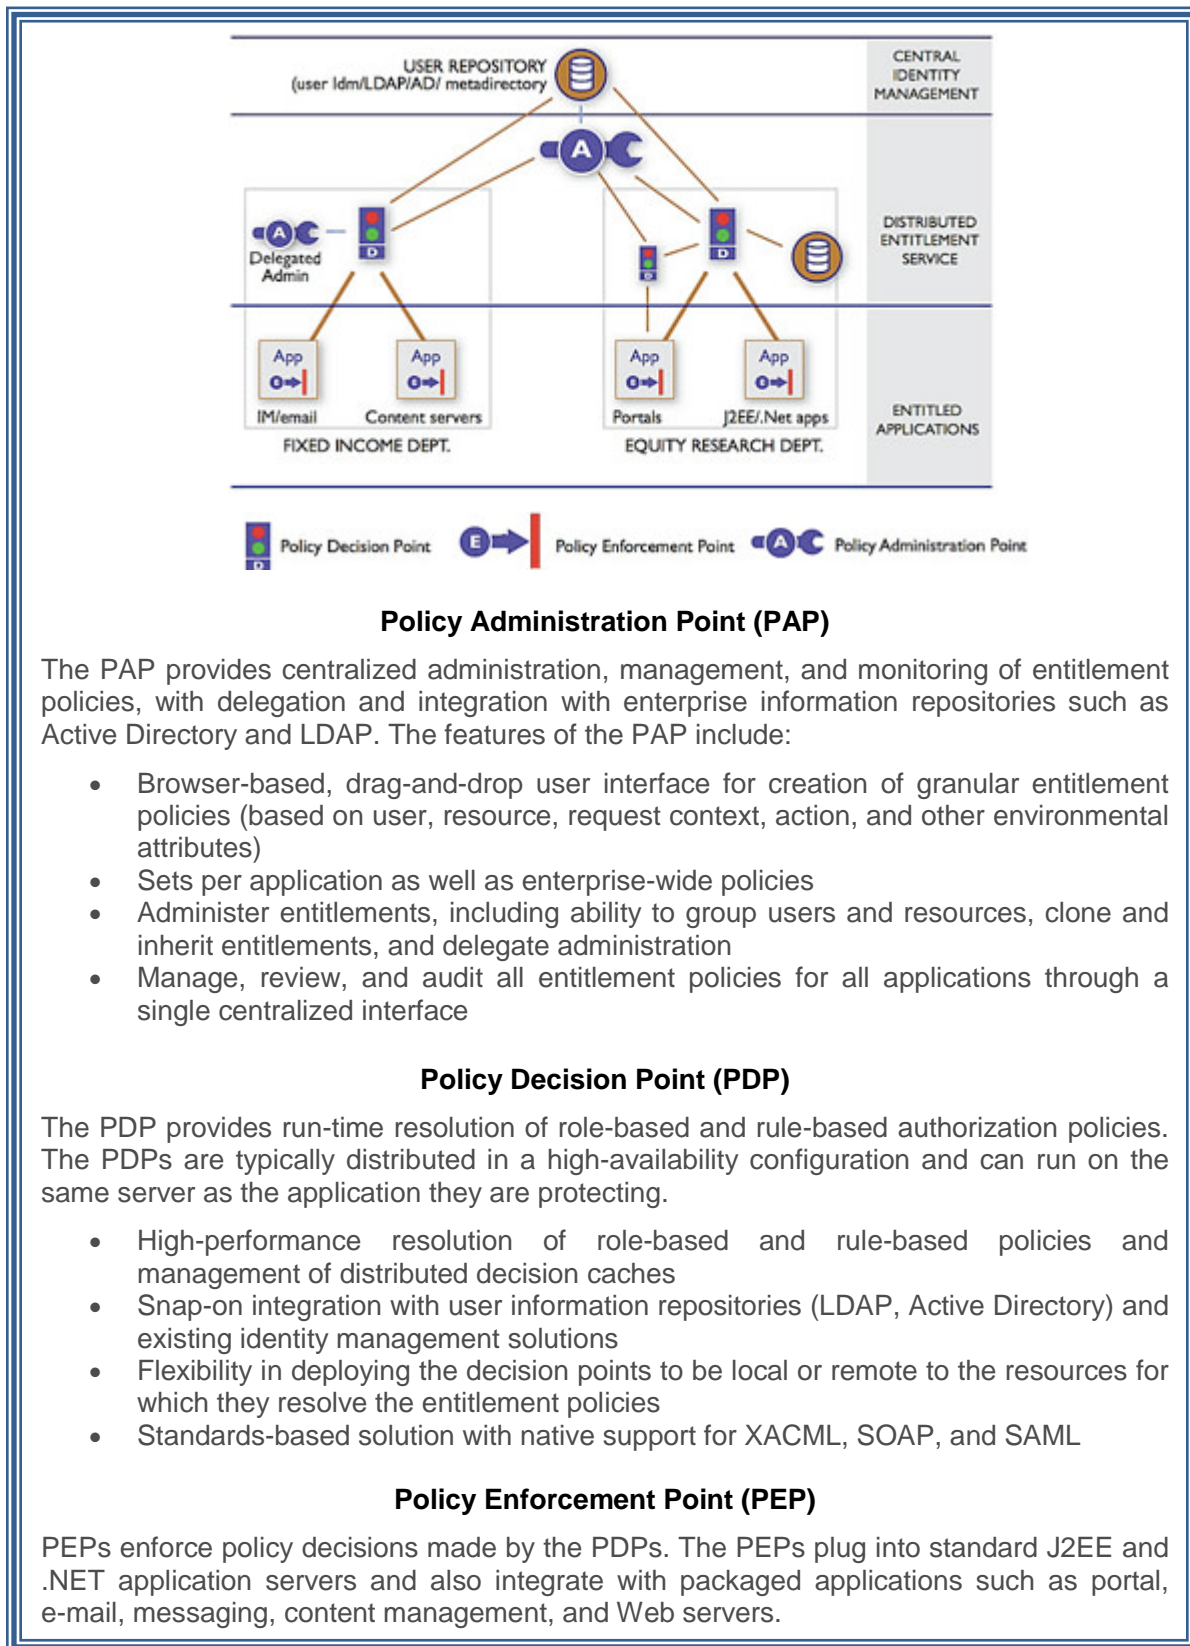 USER REPOSITORY
(user Idm/LDAP/AD/ metadirectory
CENTRAL
IDENTITY
MANAGEMENT
A
DISTRIBUTED
ENTITLEMENT
SERVICE
A
Delegated
Admin
D
D
D
App
E
IM/email
App
E
Content servers
App
E
Portals
App
E
J2EE/.Net apps
FIXED INCOME DEPT.
EQUITY RESEARCH DEPT.
ENTITLED
APPLICATIONS
D
Policy Decision Point
E
Policy Enforcement Point
A
Policy Administration Point
Policy Administration Point (PAP)
The PAP provides centralized administration, management, and monitoring of entitlement
policies, with delegation and integration with enterprise information repositories such as
Active Directory and LDAP. The features of the PAP include:
• Browser-based, drag-and-drop user interface for creation of granular entitlement
policies (based on user, resource, request context, action, and other environmental
attributes)
• Sets per application as well as enterprise-wide policies
• Administer entitlements, including ability to group users and resources, clone and
inherit entitlements, and delegate administration
• Manage, review, and audit all entitlement policies for all applications through a
single centralized interface
Policy Decision Point (PDP)
The PDP provides run-time resolution of role-based and rule-based authorization policies.
The PDPs are typically distributed in a high-availability configuration and can run on the
same server as the application they are protecting.
• High-performance resolution of role-based and rule-based policies and
management of distributed decision caches
• Snap-on integration with user information repositories (LDAP, Active Directory) and
existing identity management solutions
• Flexibility in deploying the decision points to be local or remote to the resources for
which they resolve the entitlement policies
• Standards-based solution with native support for XACML, SOAP, and SAML
Policy Enforcement Point (PEP)
PEPs enforce policy decisions made by the PDPs. The PEPs plug into standard J2EE and
.NET application servers and also integrate with packaged applications such as portal,
e-mail, messaging, content management, and Web servers.